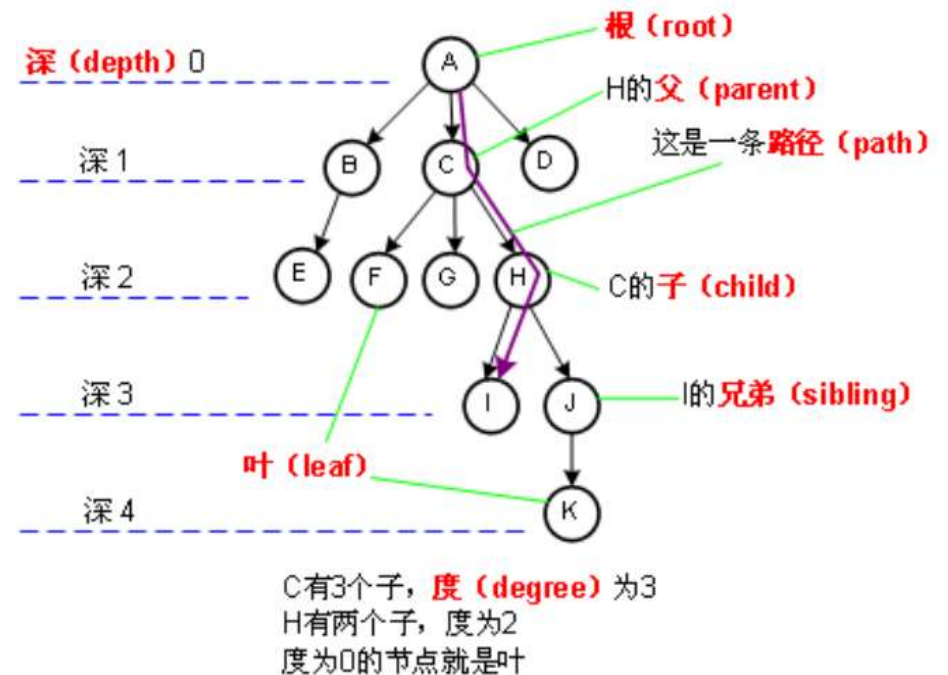 根（root）
深（depth）0
A
H的父（parent）
这是一条路径（path）
深1
B
C
D
深2
E
F
G
H
C的子（child）
深3
I
J
I的兄弟（sibling）
叶（leaf）
深4
K
C有3个子，度（degree）为3
H有两个子，度为2
度为0的节点就是叶